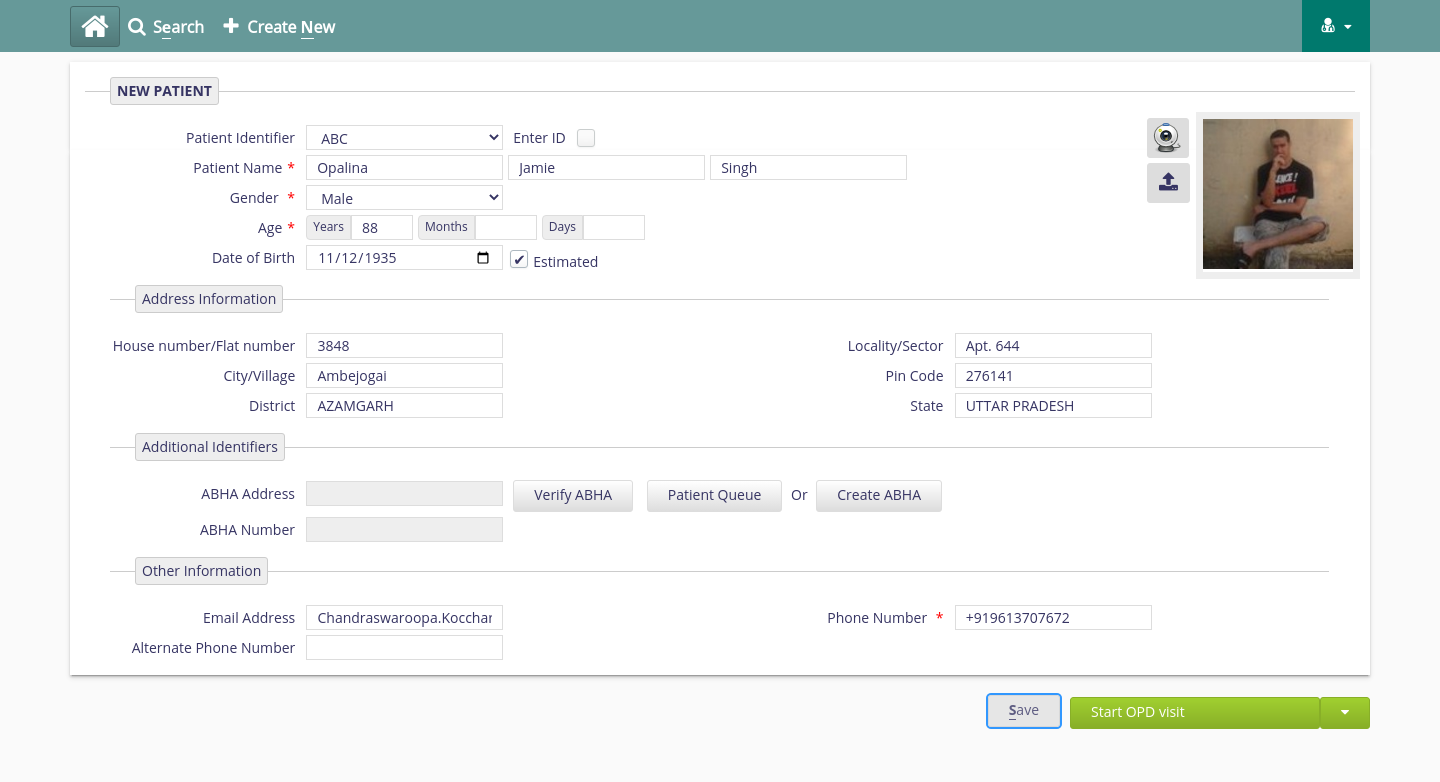 Search Create New
NEW PATIENT
Patient Identifier ABC Enter ID
Patient Name * Opalina Jamie Singh
Gender * Male
Age * Years 88 Months Days
Date of Birth 11/12/1935 Estimated
Address Information
House number/Flat number 3848 Locality/Sector Apt. 644
City/Village Ambejogai Pin Code 276141
District AZAMGARH State UTTAR PRADESH
Additional Identifiers
ABHA Address Verify ABHA Patient Queue Or Create ABHA
ABHA Number
Other Information
Email Address Chandraswaroopa.Kocchar Phone Number * +919613707672
Alternate Phone Number
Save Start OPD visit